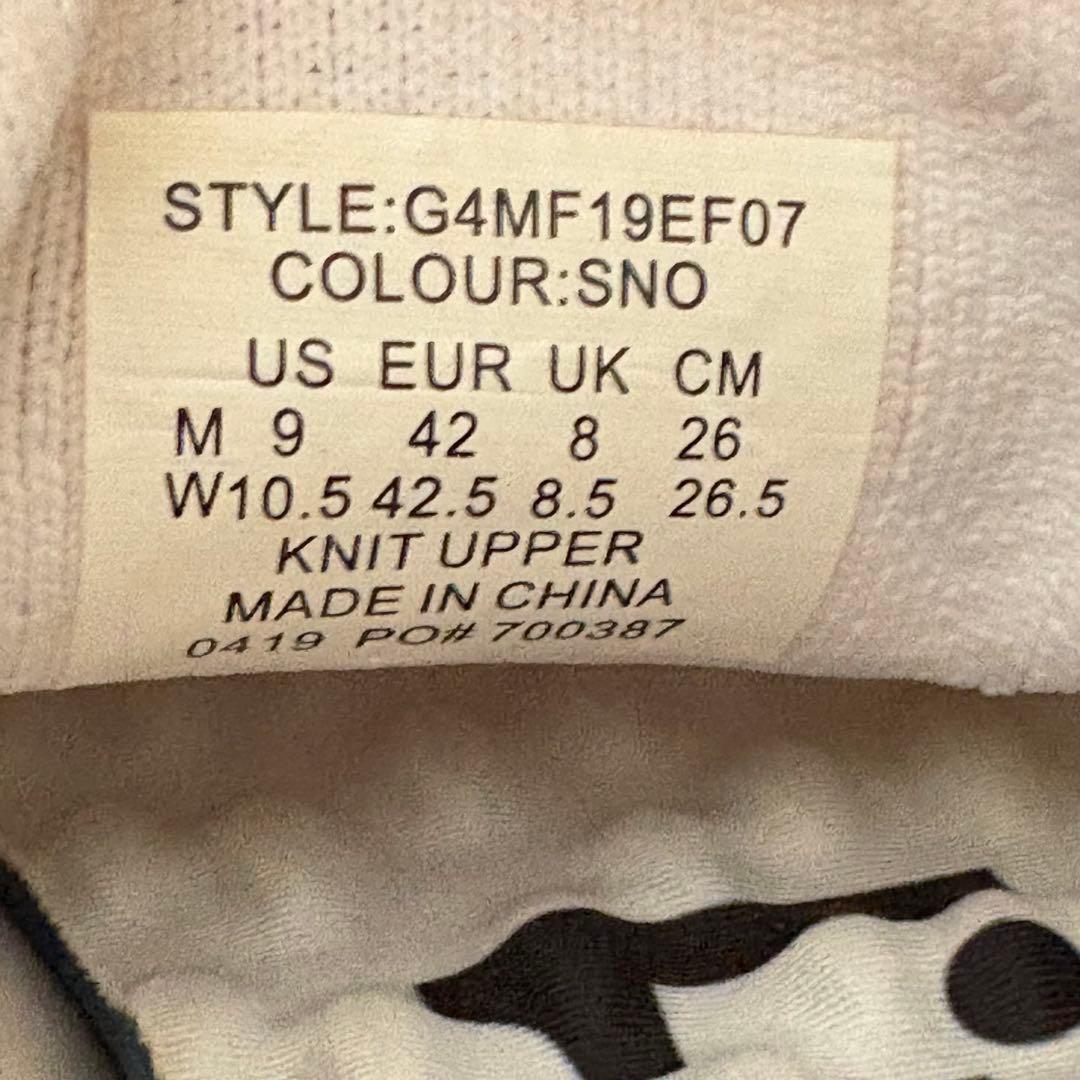 STYLE:G4MF19EF07
COLOUR:SNO
US EUR UK CM
M 9 42 8 26
W10.5 42.5 8.5 26.5
KNIT UPPER
MADE IN CHINA
0419 PO# 700387